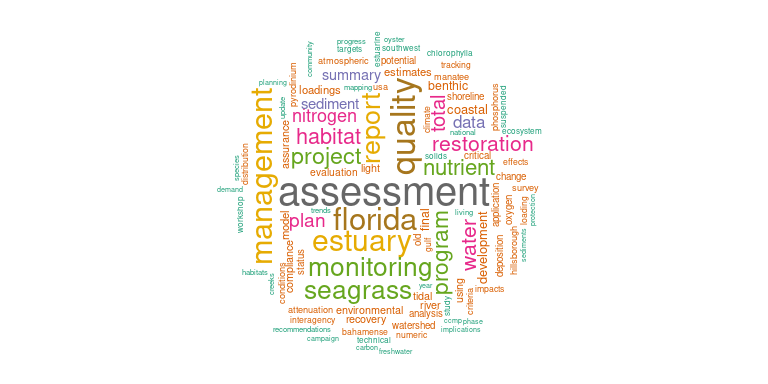 progress
oyster
targets
southwest
estuarine
community
atmospheric
potential
chlorophylla
tracking
summary
estimates
manatee
planning
pyrodinium
loadings
mapping
usa
benthic
shoreline
phosphorus
suspended
update
sediment
nitrogen
report
quality
total
climate
coastal
data
national
ecosystem
management
habitat
restoration
assurance
project
solids
critical
effects
distribution
species
evaluation
light
nutrient
change
demand
assessment
survey
application
workshop
model
plan
trends
florida
final
living
oxygen
loading
protection
estuary
old
gulf
program
water
development
compliance
status
deposition
hillsborough
sediments
conditions
monitoring
habitats
creeks
seagrass
year
using
impacts
tidal
criteria
study
river
attenuation
environmental
analysis
interagency
recovery
watershed
ccmp
phase
recommendations
bahamense
numeric
implications
campaign
technical
carbon
freshwater